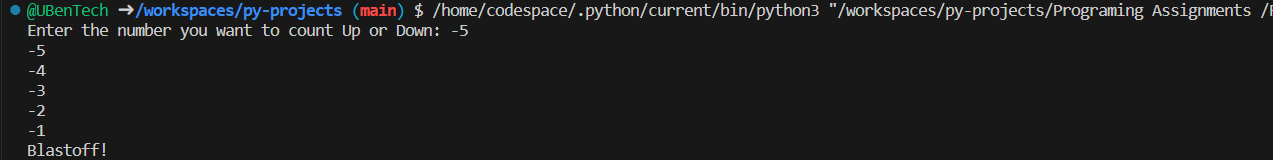 @UBenTech ➜/workspaces/py-projects (main) $ /home/codespace/.python/current/bin/python3 "/workspaces/py-projects/Programing Assignments /
Enter the number you want to count Up or Down: -5
-5
-4
-3
-2
-1
Blastoff!